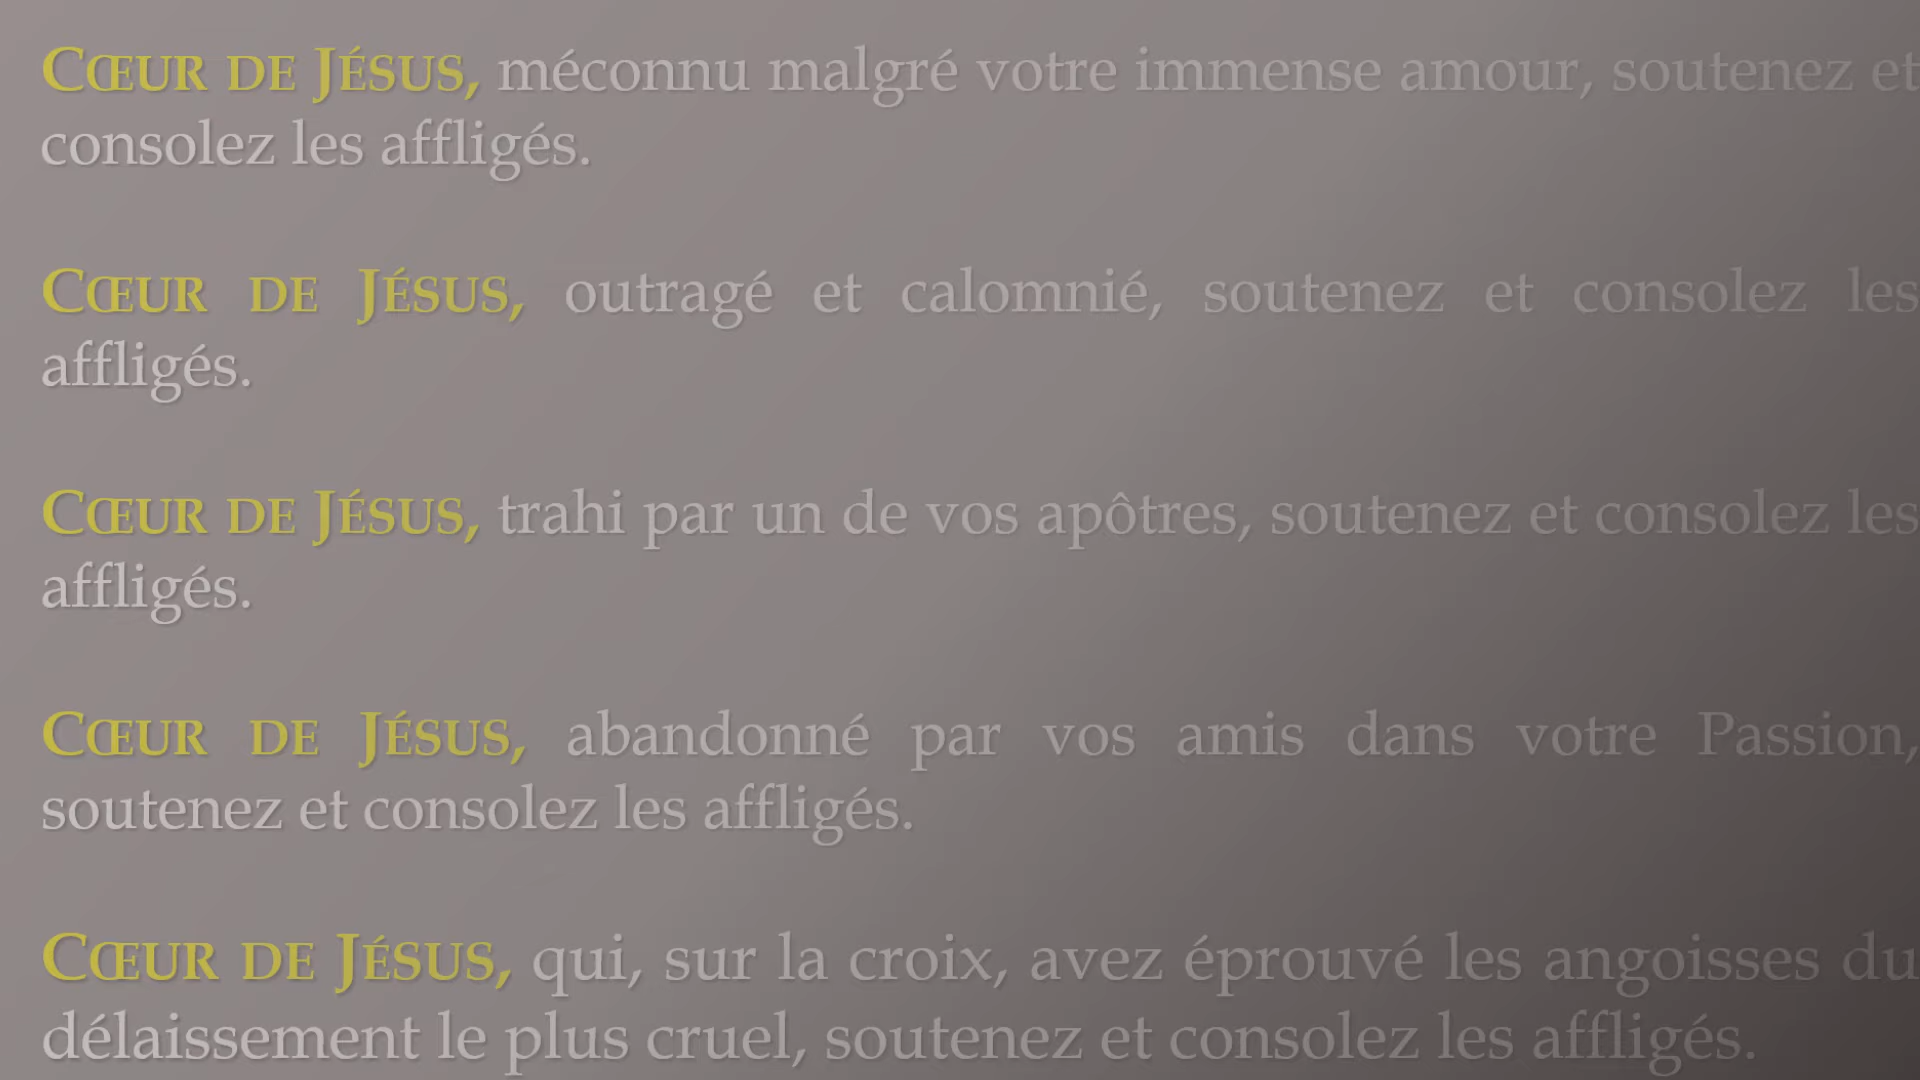 CŒUR DE JÉSUS, méconnu malgré votre immense amour, soutenez et
consolez les affligés.
CŒUR DE JÉSUS, outragé et calomnié, soutenez et consolez les
affligés.
CŒUR DE JÉSUS, trahi par un de vos apôtres, soutenez et consolez les
affligés.
CŒUR DE JÉSUS, abandonné par vos amis dans votre Passion,
soutenez et consolez les affligés.
CŒUR DE JÉSUS, qui, sur la croix, avez éprouvé les angoisses du
délaissement le plus cruel, soutenez et consolez les affligés.